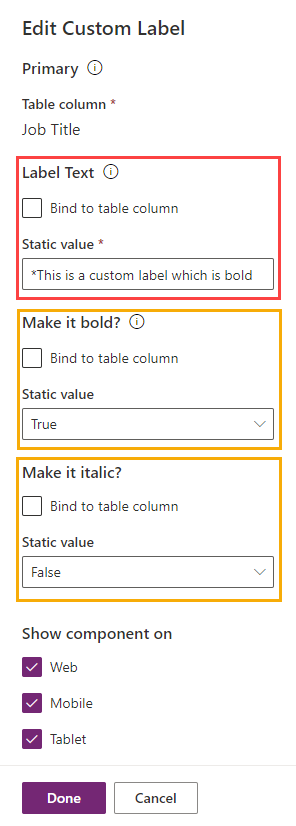 Edit Custom Label
Primary
Table column *
Job Title
Label Text
Bind to table column
Static value *
*This is a custom label which is bold
Make it bold?
Bind to table column
Static value
True
Make it italic?
Bind to table column
Static value
False
Show component on
Web
Mobile
Tablet
Done Cancel